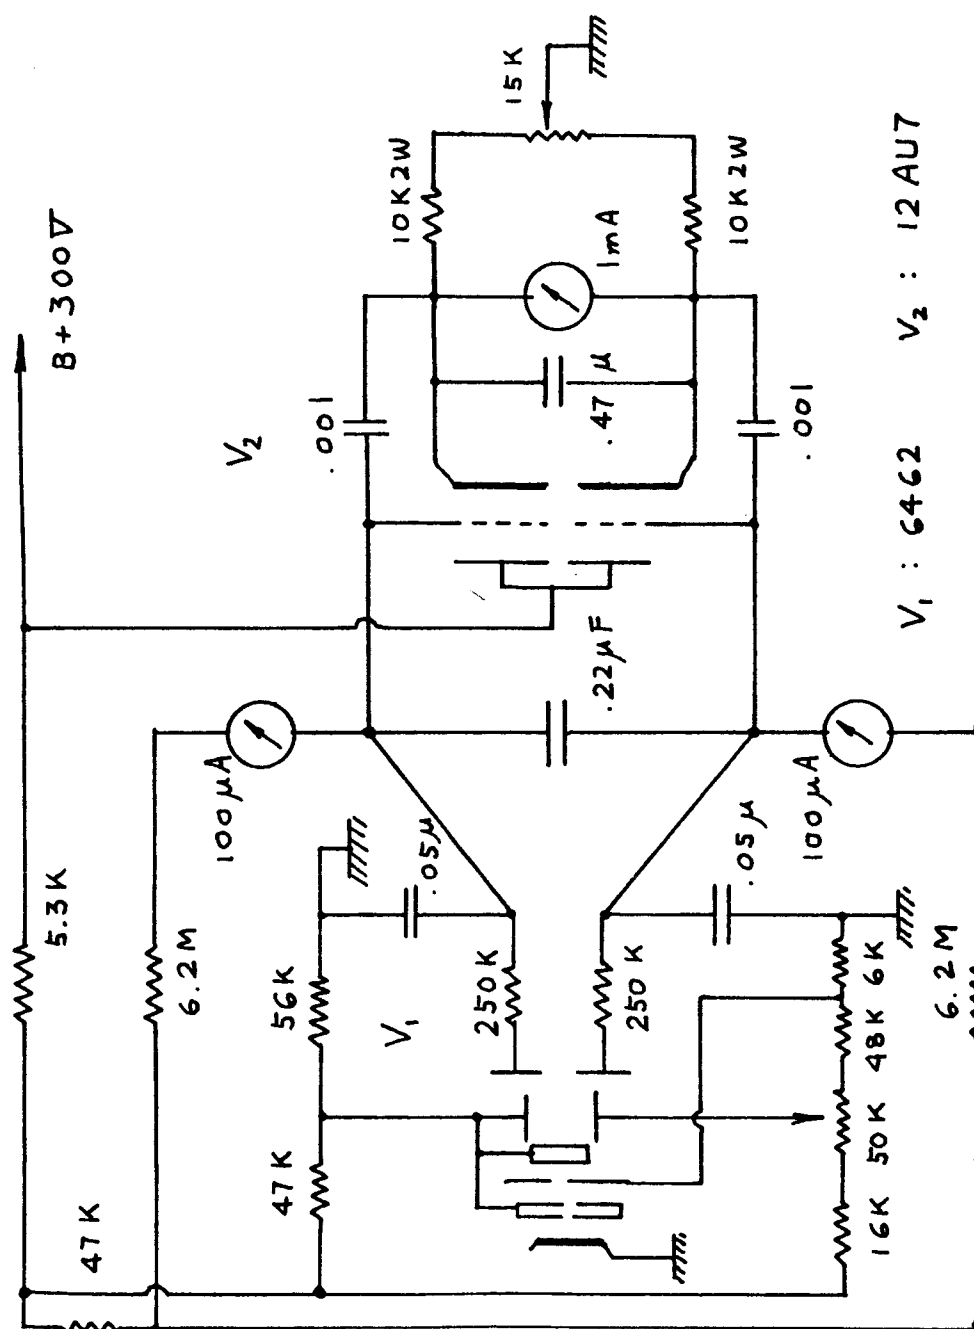 B+300V
5.3K
47K
6.2M
100μA
V₂
.001
10K2W
15K
1mA
.47 μ
10K2W
.001
.22μF
56K
.05μ
47K
V₁
250K
250K
.05μ
100μA
16K
50K
48K
6K
6.2M
V₁ : 6462
V₂ : 12AU7